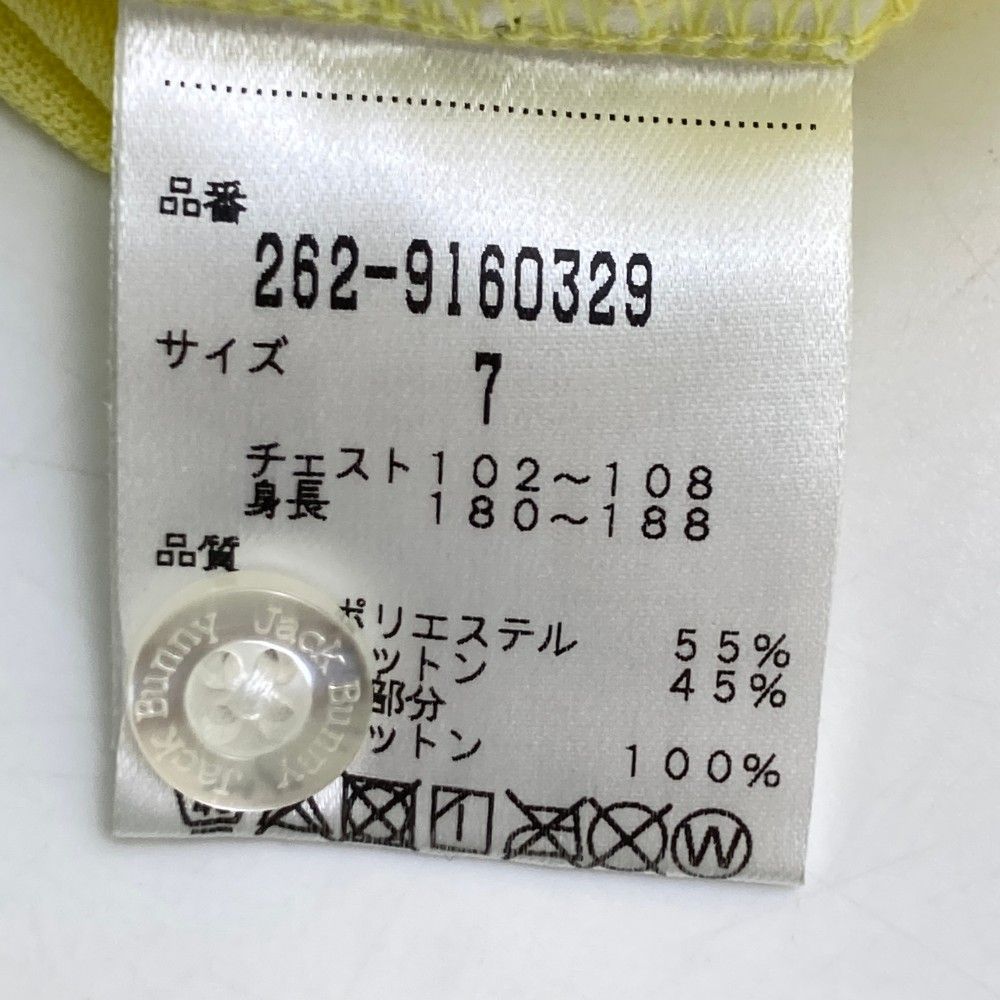 品番
262-9160329
サイズ 7
チェスト102～108
身長 180～188
品質
ポリエステル 55%
ットン 45%
部分
ットン 100%
Jack Bunny Jack Bunny
W